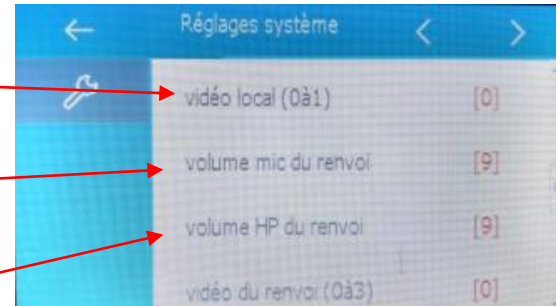 Réglages système
vidéo local (0à1) [0]
volume mic du renvoi [9]
volume HP du renvoi [9]
vidéo du renvoi (0à3) [0]